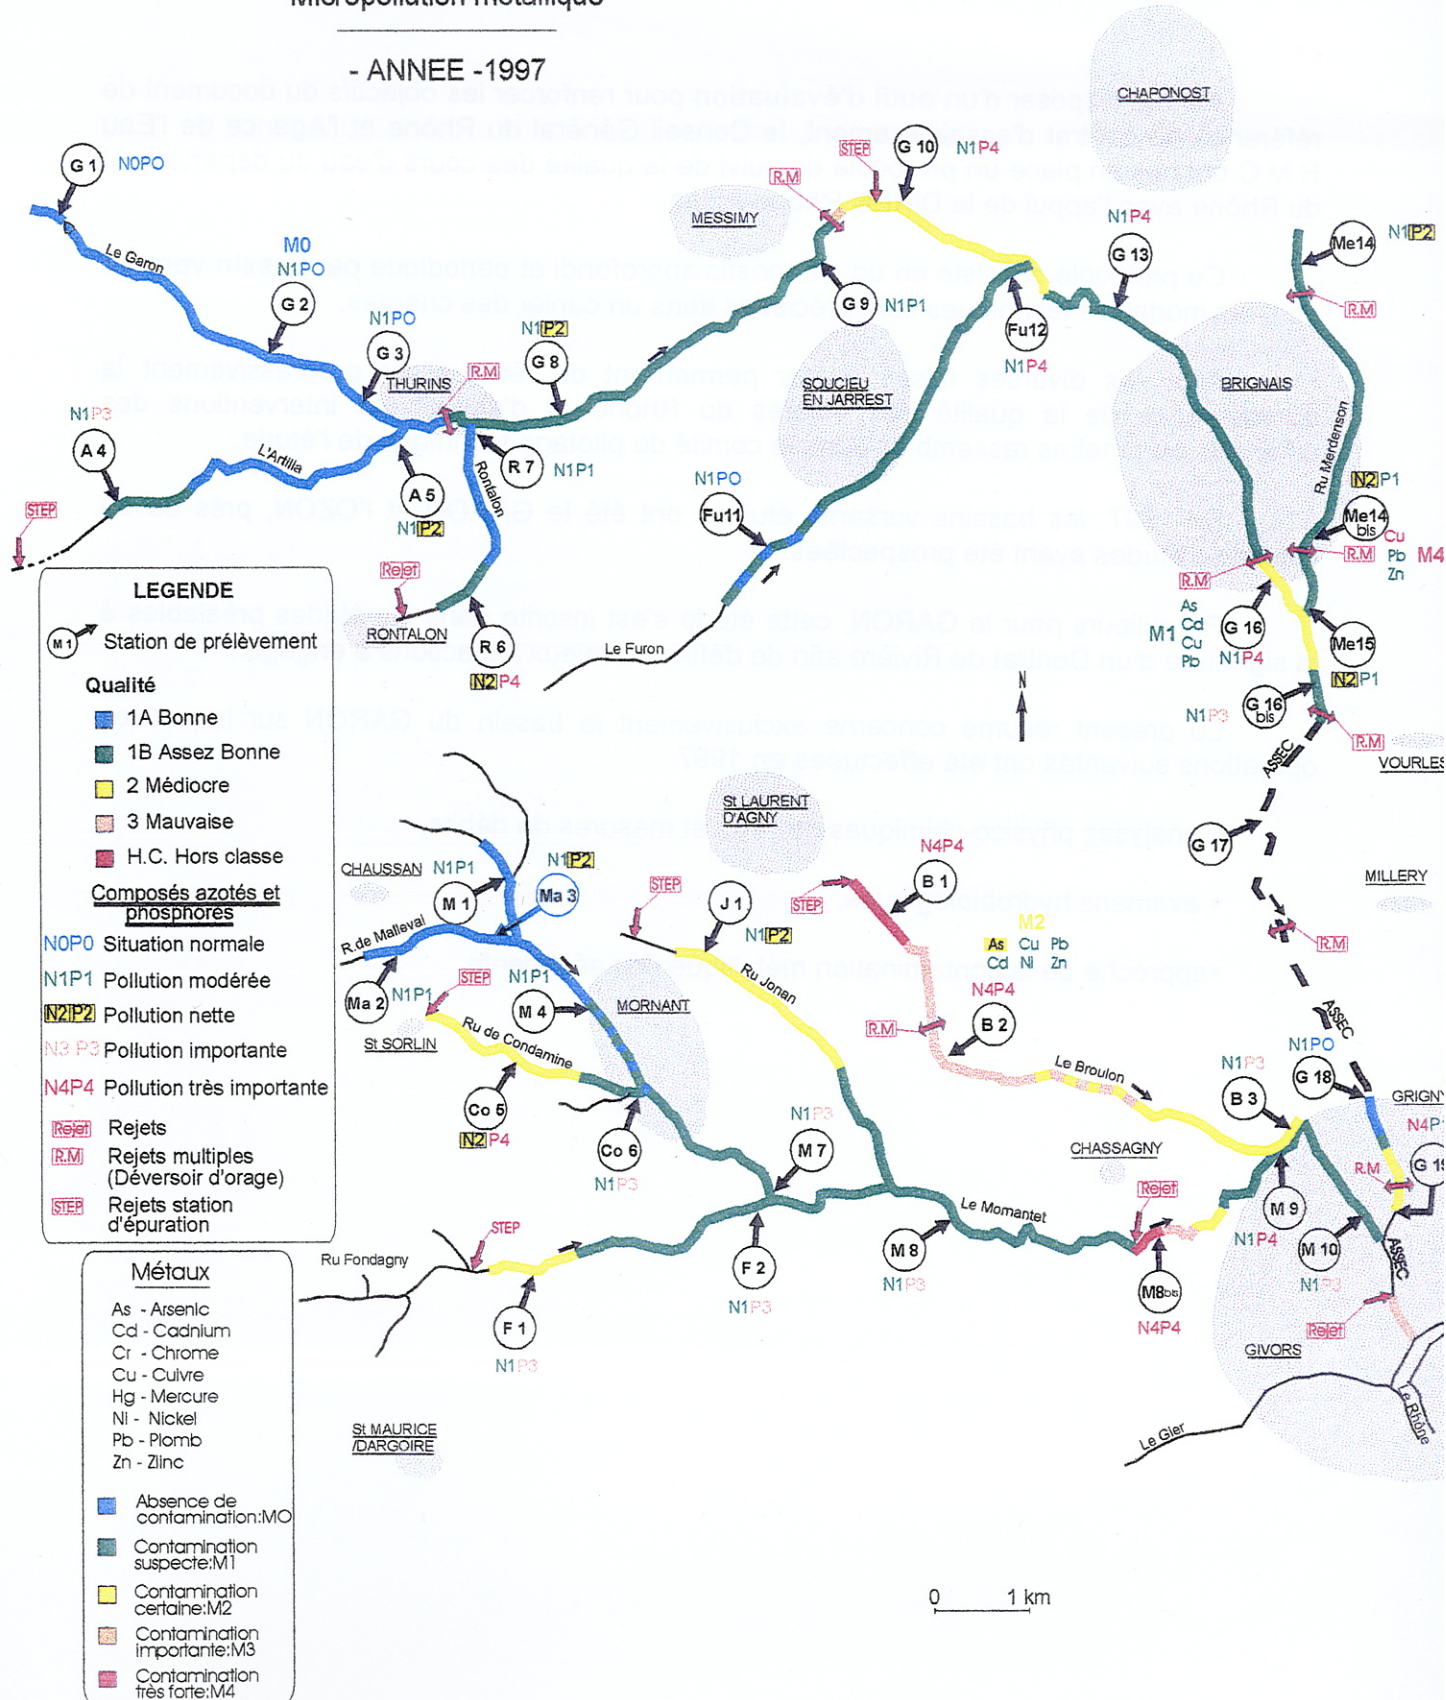 Micropollution métallique
- ANNEE -1997
CHAPONOST
G 1
N0PO
STEP
G 10
N1P4
R.M
MESSIMY
Le Garon
M0
N1PO
G 2
N1P4
G 13
Me14
N1P2
R.M
G 9
N1P1
Fu12
N1P4
N1PO
G 3
THURINS
R.M
N1P2
G 8
SOUCIEU
EN JARREST
BRIGNAIS
Ru Merdenson
N1P3
A 4
L'Artilla
STEP
A 5
N1P2
Rontalon
R 7
N1P1
N1PO
Fu11
N2P1
Me14
bis
Cu
Pb
Zn
M4
R.M
R.M
Rejet
RONTALON
R 6
N2P4
Le Furon
M1
As
Cd
Cu
Pb
G 16
N1P4
Me15
N2P1
G 16
bis
N1P3
R.M
N
ASSEC
VOURLES
LEGENDE
M 1
Station de prélèvement
Qualité
1A Bonne
1B Assez Bonne
2 Médiocre
3 Mauvaise
H.C. Hors classe
Composés azotés et
phosphorés
N0P0 Situation normale
N1P1 Pollution modérée
N2P2 Pollution nette
N3 P3 Pollution importante
N4P4 Pollution très importante
Rejet Rejets
R.M Rejets multiples
(Déversoir d'orage)
STEP Rejets station
d'épuration
St LAURENT
D'AGNY
G 17
MILLERY
R.M
ASSEC
CHAUSSAN
N1P1
M 1
N1P2
Ma 3
R.de Malleval
Ma 2
N1P1
STEP
St SORLIN
Ru de Condamine
N1P1
M 4
MORNANT
Co 5
N2P4
Co 6
N1P3
STEP
J 1
N1P2
Ru Jonan
STEP
N4P4
B 1
M2
As Cu Pb
Cd Ni Zn
N4P4
B 2
R.M
Le Broulon
N1P3
B 3
N1PO
G 18
GRIGNY
R.M
ASSEC
N1P3
M 7
CHASSAGNY
Le Mornantet
Rejet
M 8
N1P3
M8bis
N4P4
M 9
N1P4
M 10
N1P3
Rejet
GIVORS
Le Gier
Le Rhône
Ru Fondagny
STEP
F 1
N1P3
F 2
N1P3
St MAURICE
/DARGOIRE
Métaux
As - Arsenic
Cd - Cadnium
Cr - Chrome
Cu - Cuivre
Hg - Mercure
Ni - Nickel
Pb - Plomb
Zn - Zlinc
Absence de
contamination:MO
Contamination
suspecte:M1
Contamination
certaine:M2
Contamination
importante:M3
Contamination
très forte:M4
0 1 km